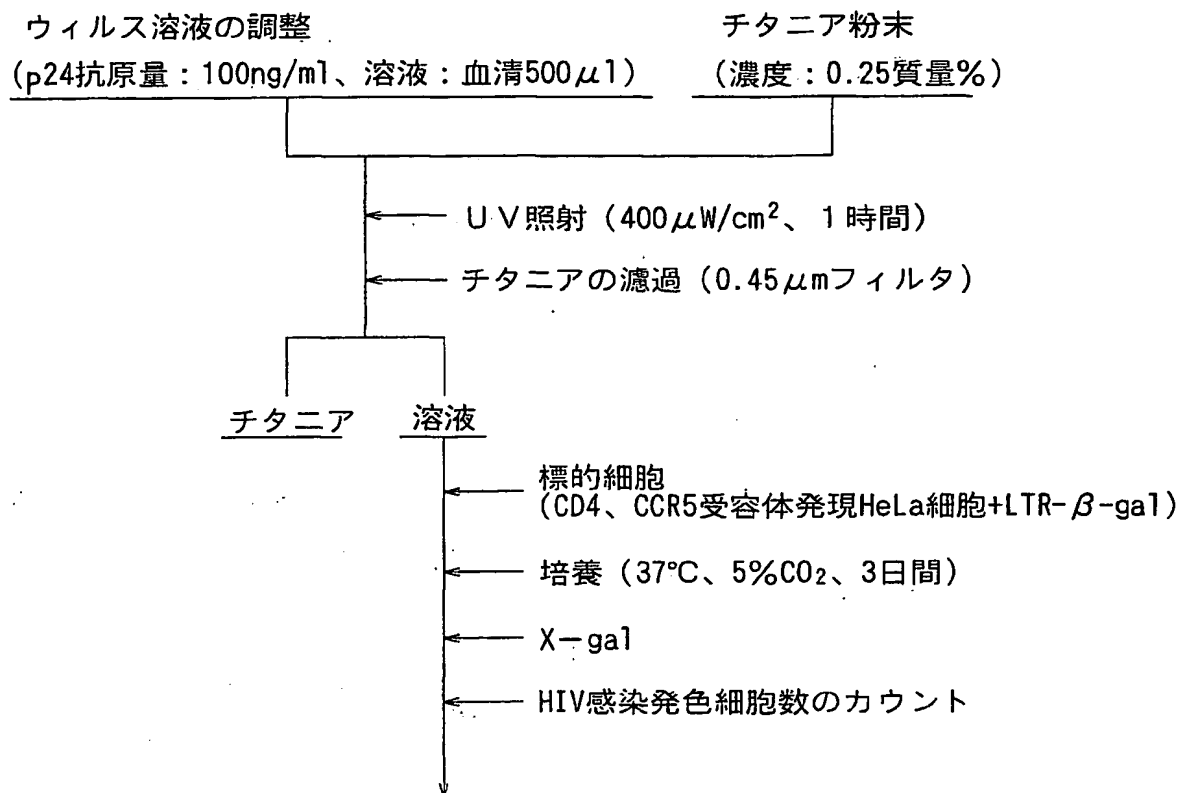 ウィルス溶液の調整
(p24抗原量：100ng/ml、溶液：血清500μl)
チタニア粉末
(濃度：0.25質量%)
UV照射（400μW/cm²、1時間）
チタニアの濾過（0.45μmフィルタ）
チタニア
溶液
標的細胞
(CD4、CCR5受容体発現HeLa細胞+LTR-β-gal)
培養（37℃、5%CO₂、3日間）
X－gal
HIV感染発色細胞数のカウント